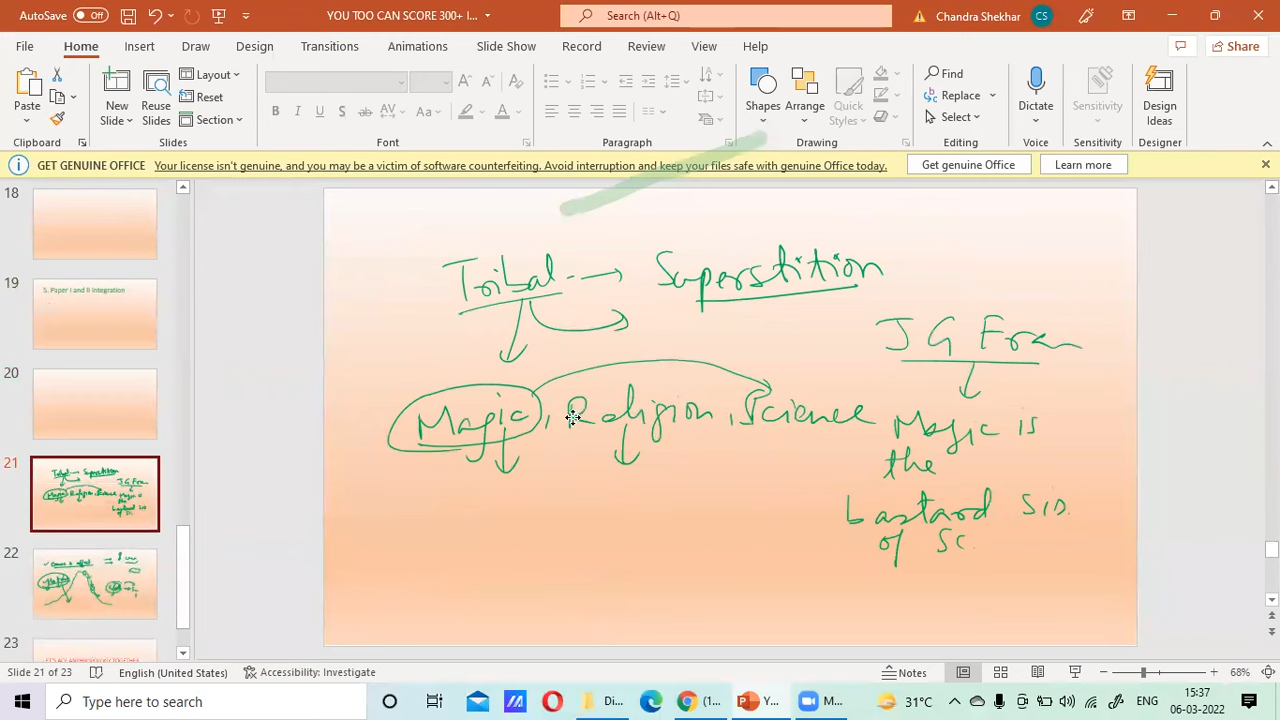 AutoSave Off YOU TOO CAN SCORE 300+ I... Search (Alt+Q) Chandra Shekhar CS
File Home Insert Draw Design Transitions Animations Slide Show Record Review View Help Share
Paste New Slide Reuse Slides Layout Reset Section Shapes Arrange Quick Styles Find Replace Select Dictate Sensitivity Design Ideas
Clipboard Slides Font Paragraph Drawing Editing Voice Sensitivity Designer
GET GENUINE OFFICE Your license isn't genuine, and you may be a victim of software counterfeiting. Avoid interruption and keep your files safe with genuine Office today. Get genuine Office Learn more
18
19
5. Paper I and II Integration
20
21
22
23
Tribal Superstition
J G
Magic, Religion, Science
Magic is
the
bastard Sis.
of SC
Slide 21 of 23 English (United States) Accessibility: Investigate Notes 68%
Type here to search Di... (1... Y... M... 31°C ENG 15:37
06-03-2022